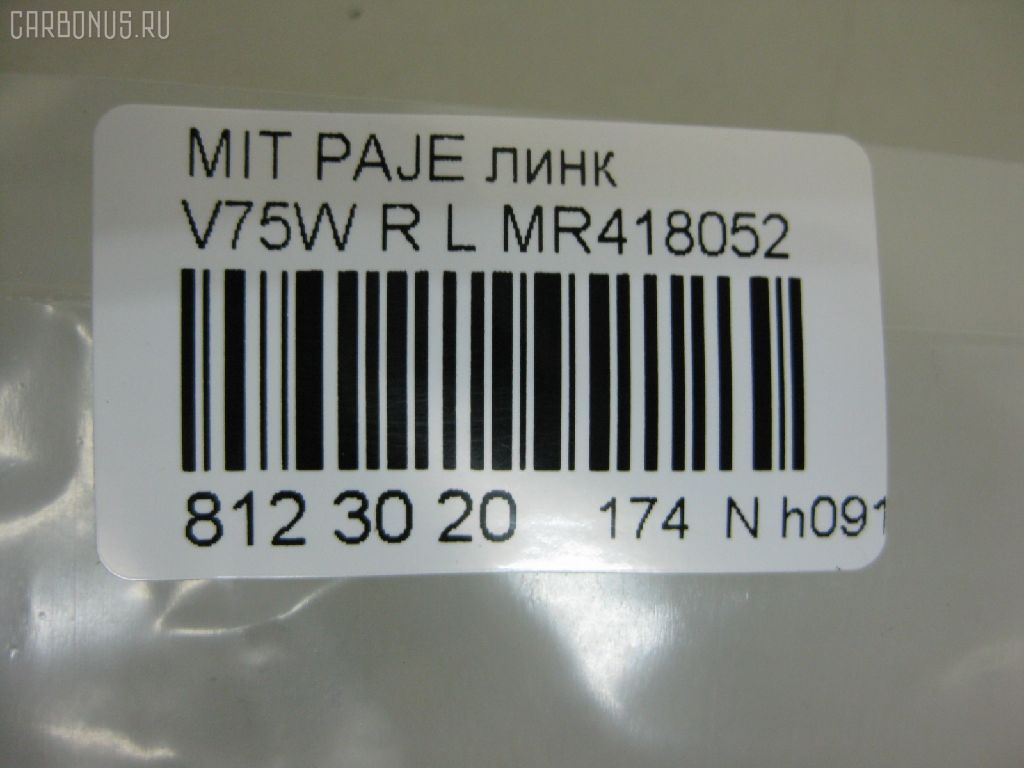 CARBONUS.RU
MIT PAJE линк
V75W R L MR418052
812 30 20 174 N h091